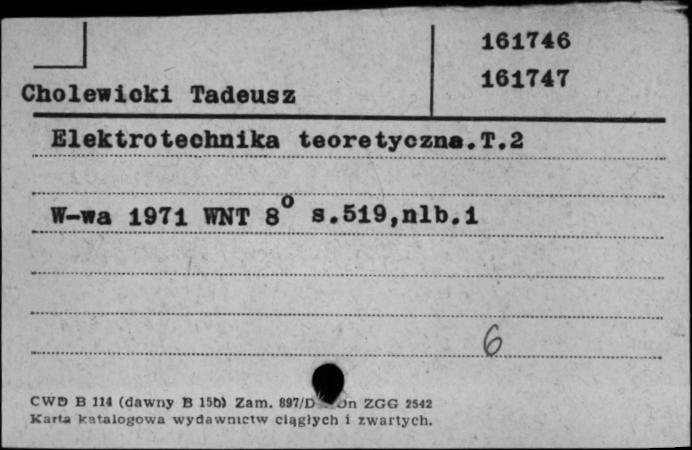 161746
161747
Cholewicki Tadeusz
Elektrotechnika teoretyczna.T.2
W-wa 1971 WNT 8° s.519,nlb.1
6
CWD B 114 (dawny B 15b) Zam. 897/D ZGG 2542
Karta katalogowa wydawnictw ciągłych i zwartych.